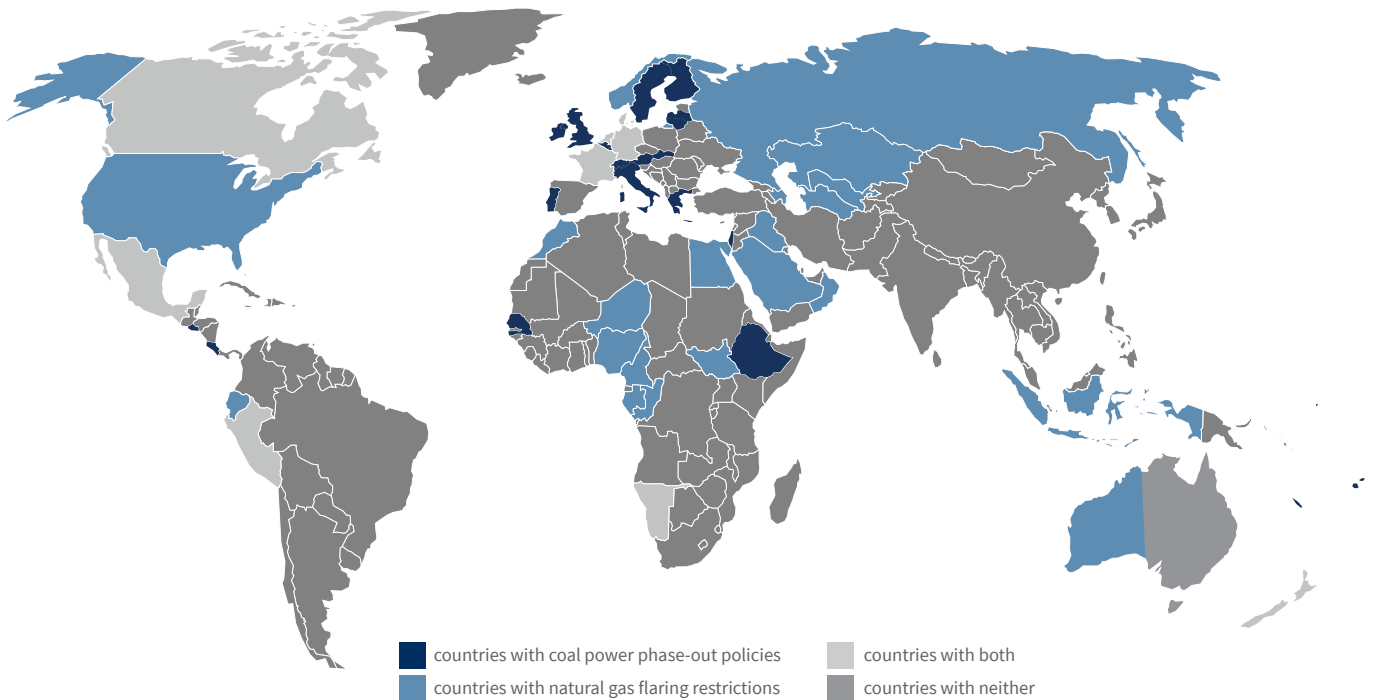 countries with coal power phase-out policies
countries with both
countries with natural gas flaring restrictions
countries with neither